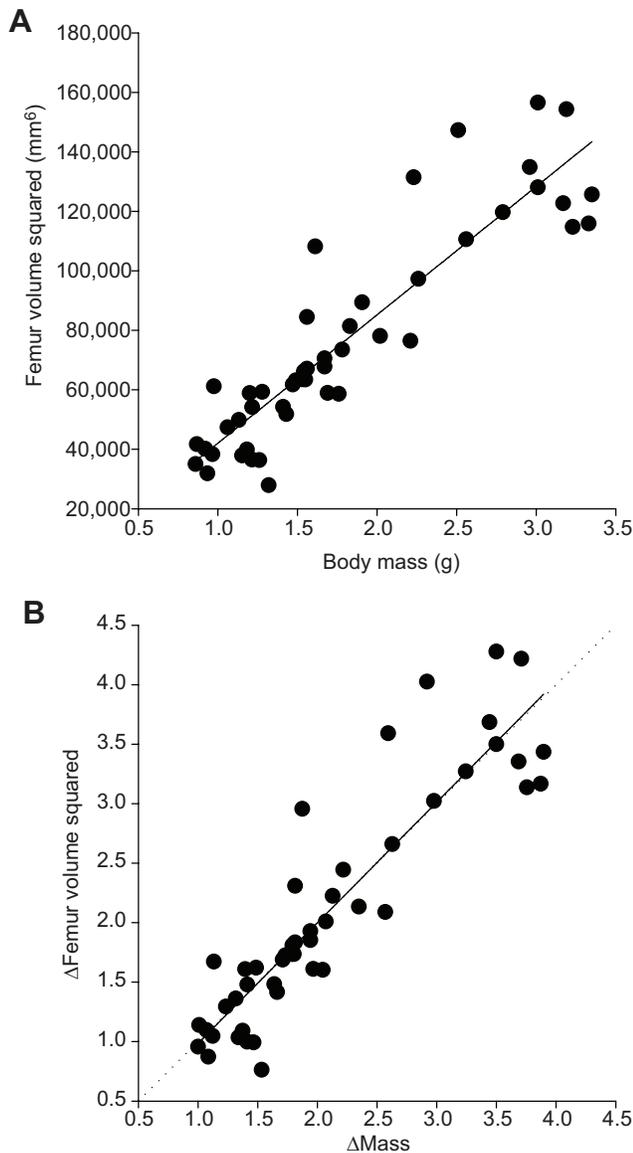 A
180,000
160,000
140,000
120,000
100,000
80,000
60,000
40,000
20,000
Femur volume squared (mm⁶)
0.5 1.0 1.5 2.0 2.5 3.0 3.5
Body mass (g)
B
4.5
4.0
3.5
3.0
2.5
2.0
1.5
1.0
0.5
ΔFemur volume squared
0.5 1.0 1.5 2.0 2.5 3.0 3.5 4.0 4.5
ΔMass